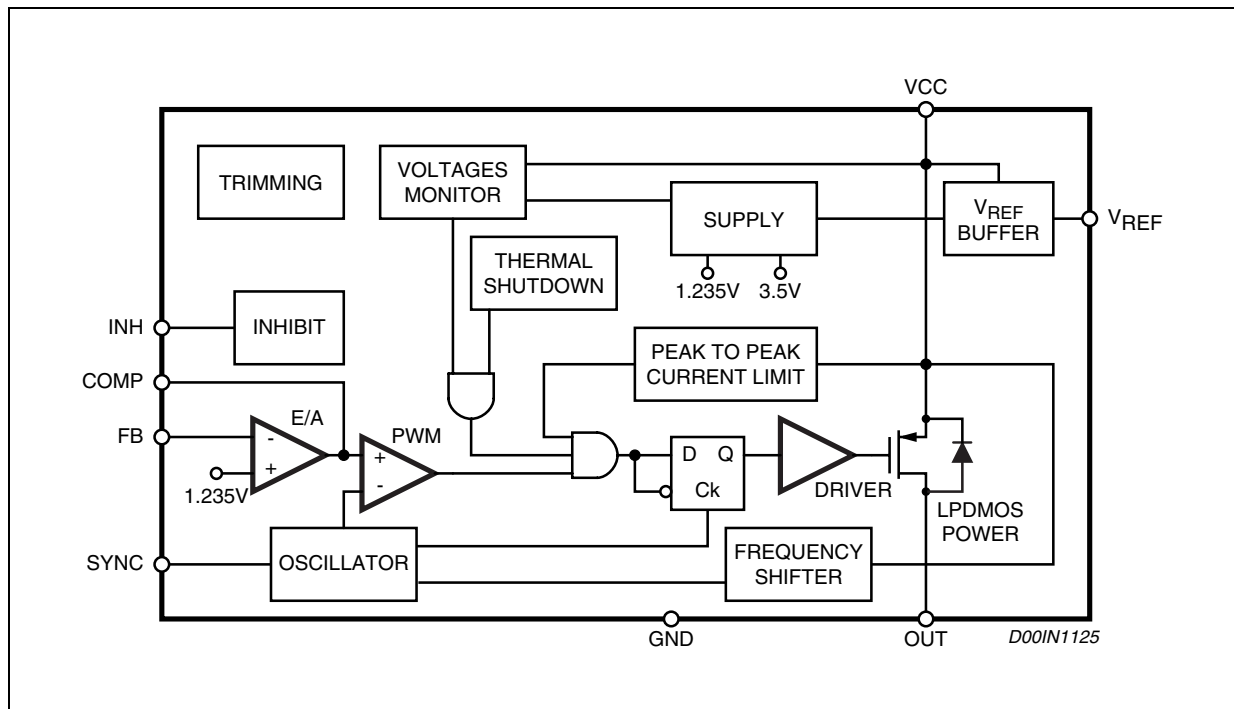 VCC
TRIMMING
VOLTAGES
MONITOR
SUPPLY
VREF
BUFFER
VREF
THERMAL
SHUTDOWN
1.235V
3.5V
INH
INHIBIT
PEAK TO PEAK
CURRENT LIMIT
COMP
E/A
FB
-
+
1.235V
PWM
+
-
D Q
Ck
DRIVER
LPDMOS
POWER
SYNC
OSCILLATOR
FREQUENCY
SHIFTER
GND
OUT
D00IN1125